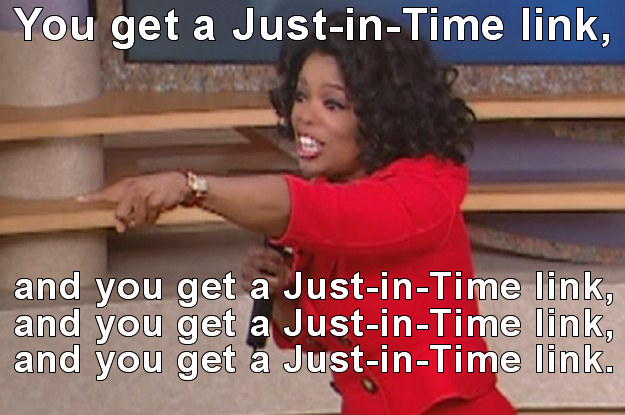 You get a Just-in-Time link,
and you get a Just-in-Time link,
and you get a Just-in-Time link,
and you get a Just-in-Time link.